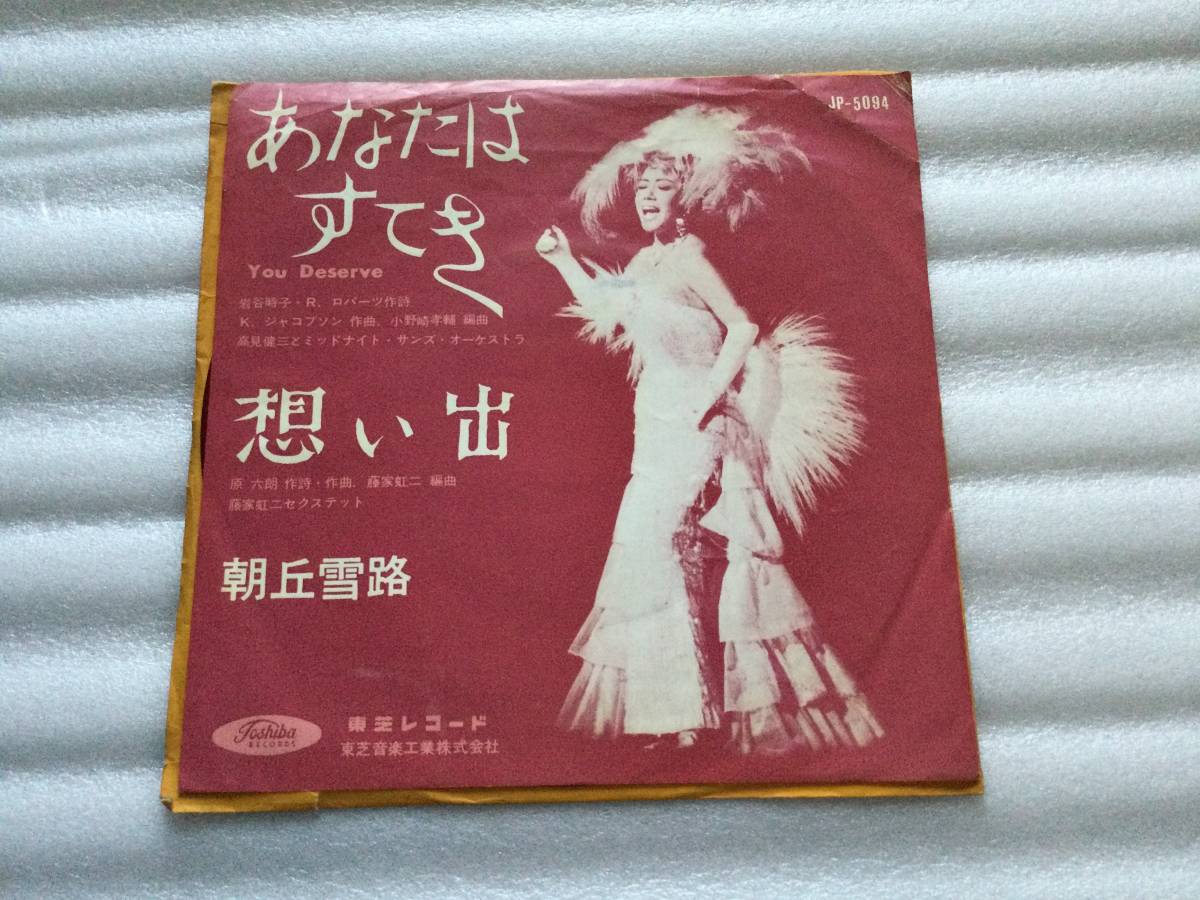 JP-5094
あなたは
すてき
You Deserve
岩谷時子・R．ロバーツ作詩
K．ジャコブソン 作曲．小野崎孝輔 編曲
高見健三とミッドナイト・サンズ・オーケストラ
想い出
原 六朗 作詩・作曲．藤家虹二 編曲
藤家虹二セクステット
朝丘雪路
Toshiba
RECORDS
東芝レコード
東芝音楽工業株式会社